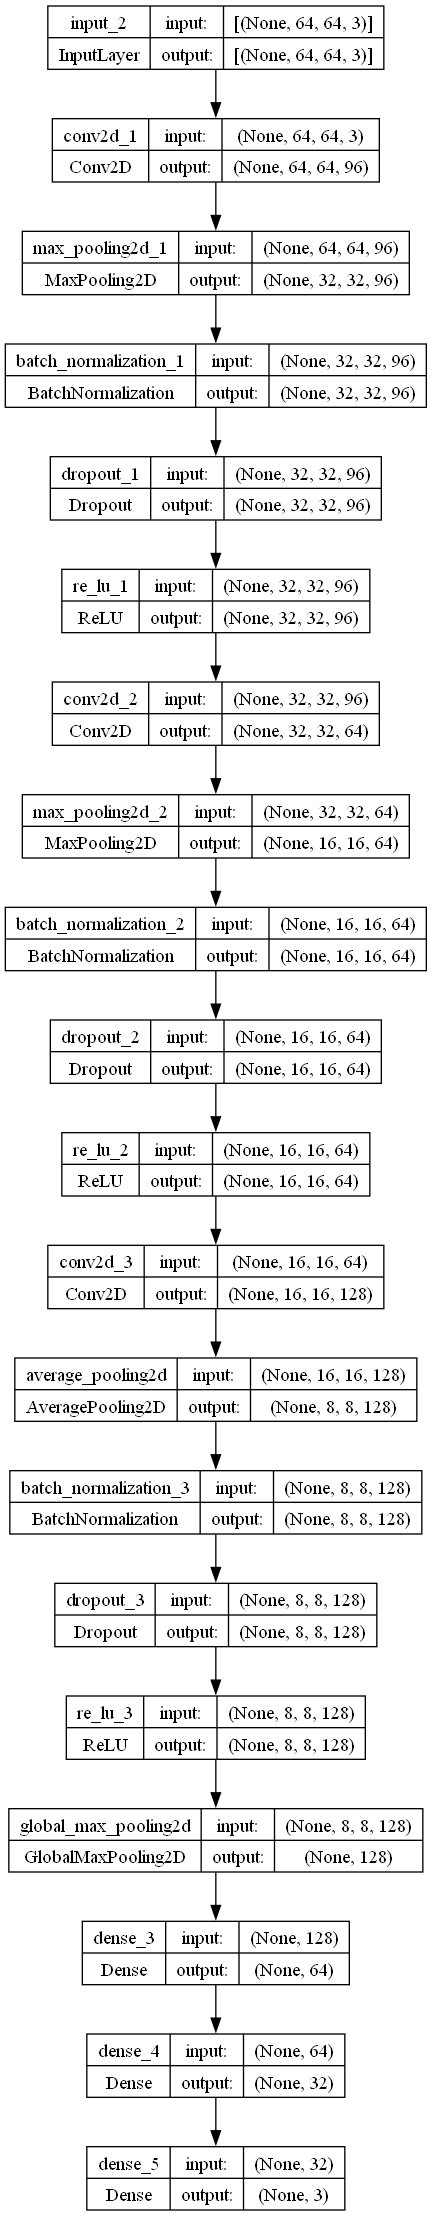 input_2 input: [(None, 64, 64, 3)]
InputLayer output: [(None, 64, 64, 3)]
conv2d_1 input: (None, 64, 64, 3)
Conv2D output: (None, 64, 64, 96)
max_pooling2d_1 input: (None, 64, 64, 96)
MaxPooling2D output: (None, 32, 32, 96)
batch_normalization_1 input: (None, 32, 32, 96)
BatchNormalization output: (None, 32, 32, 96)
dropout_1 input: (None, 32, 32, 96)
Dropout output: (None, 32, 32, 96)
re_lu_1 input: (None, 32, 32, 96)
ReLU output: (None, 32, 32, 96)
conv2d_2 input: (None, 32, 32, 96)
Conv2D output: (None, 32, 32, 64)
max_pooling2d_2 input: (None, 32, 32, 64)
MaxPooling2D output: (None, 16, 16, 64)
batch_normalization_2 input: (None, 16, 16, 64)
BatchNormalization output: (None, 16, 16, 64)
dropout_2 input: (None, 16, 16, 64)
Dropout output: (None, 16, 16, 64)
re_lu_2 input: (None, 16, 16, 64)
ReLU output: (None, 16, 16, 64)
conv2d_3 input: (None, 16, 16, 64)
Conv2D output: (None, 16, 16, 128)
average_pooling2d input: (None, 16, 16, 128)
AveragePooling2D output: (None, 8, 8, 128)
batch_normalization_3 input: (None, 8, 8, 128)
BatchNormalization output: (None, 8, 8, 128)
dropout_3 input: (None, 8, 8, 128)
Dropout output: (None, 8, 8, 128)
re_lu_3 input: (None, 8, 8, 128)
ReLU output: (None, 8, 8, 128)
global_max_pooling2d input: (None, 8, 8, 128)
GlobalMaxPooling2D output: (None, 128)
dense_3 input: (None, 128)
Dense output: (None, 64)
dense_4 input: (None, 64)
Dense output: (None, 32)
dense_5 input: (None, 32)
Dense output: (None, 3)